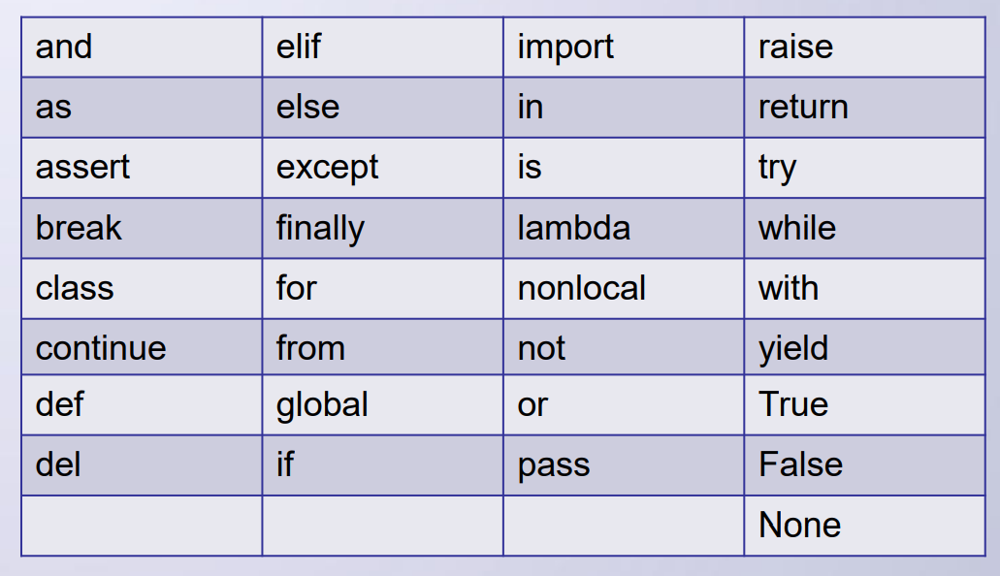 and elif import raise
as else in return
assert except is try
break finally lambda while
class for nonlocal with
continue from not yield
def global or True
del if pass False
None